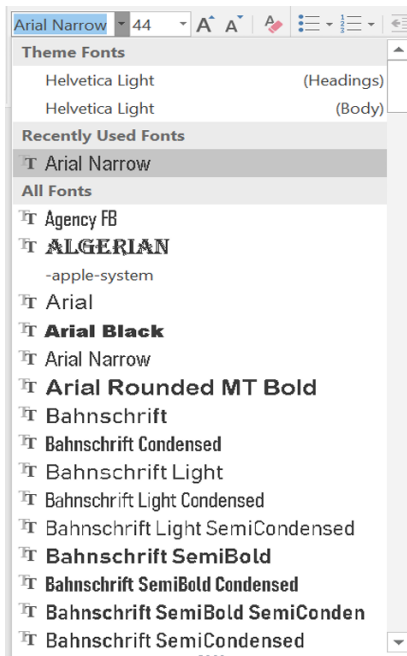 Arial Narrow 44 A A
Theme Fonts
Helvetica Light (Headings)
Helvetica Light (Body)
Recently Used Fonts
Arial Narrow
All Fonts
Agency FB
ALGERIAN
-apple-system
Arial
Arial Black
Arial Narrow
Arial Rounded MT Bold
Bahnschrift
Bahnschrift Condensed
Bahnschrift Light
Bahnschrift Light Condensed
Bahnschrift Light SemiCondensed
Bahnschrift SemiBold
Bahnschrift SemiBold Condensed
Bahnschrift SemiBold SemiConden
Bahnschrift SemiCondensed